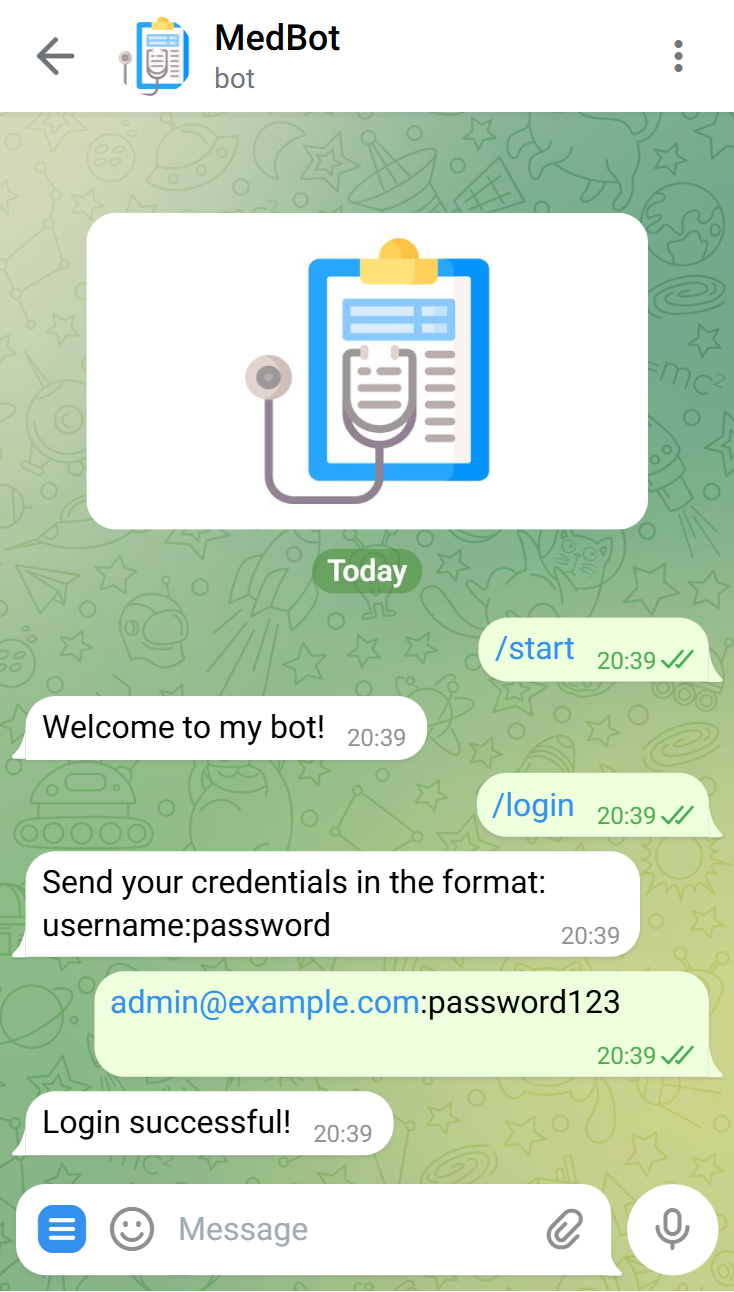 MedBot
bot
Today
/start 20:39
Welcome to my bot! 20:39
/login 20:39
Send your credentials in the format:
username:password 20:39
admin@example.com:password123
20:39
Login successful! 20:39
Message